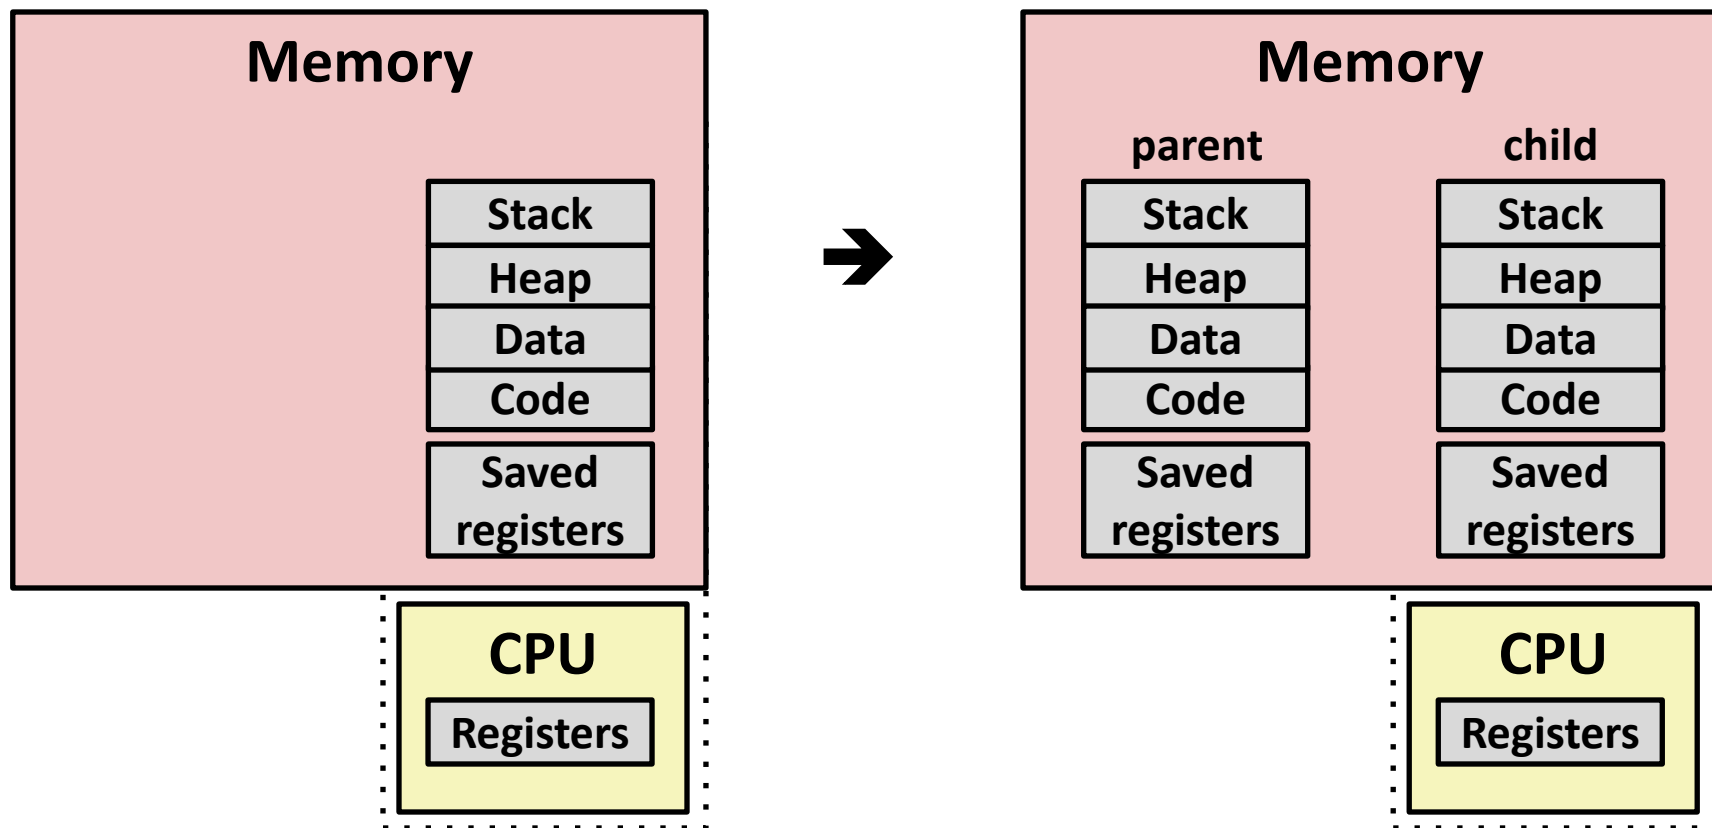 Memory
Stack
Heap
Data
Code
Saved
registers
CPU
Registers
➔
Memory
parent
Stack
Heap
Data
Code
Saved
registers
child
Stack
Heap
Data
Code
Saved
registers
CPU
Registers